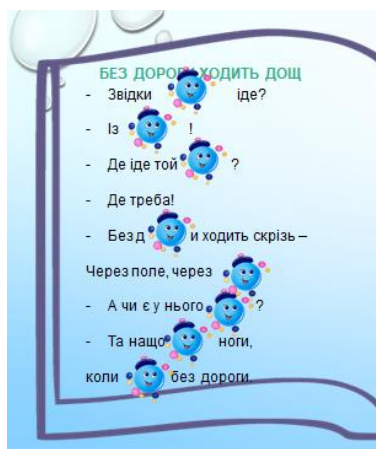 БЕЗ ДОРОГИ ХОДИТЬ ДОЩ
- Звідки іде?
- Із !
- Де іде той ?
- Де треба!
- Без д и ходить скрізь –
Через поле, через
- А чи є у нього ?
- Та нащо ноги,
коли без дороги.